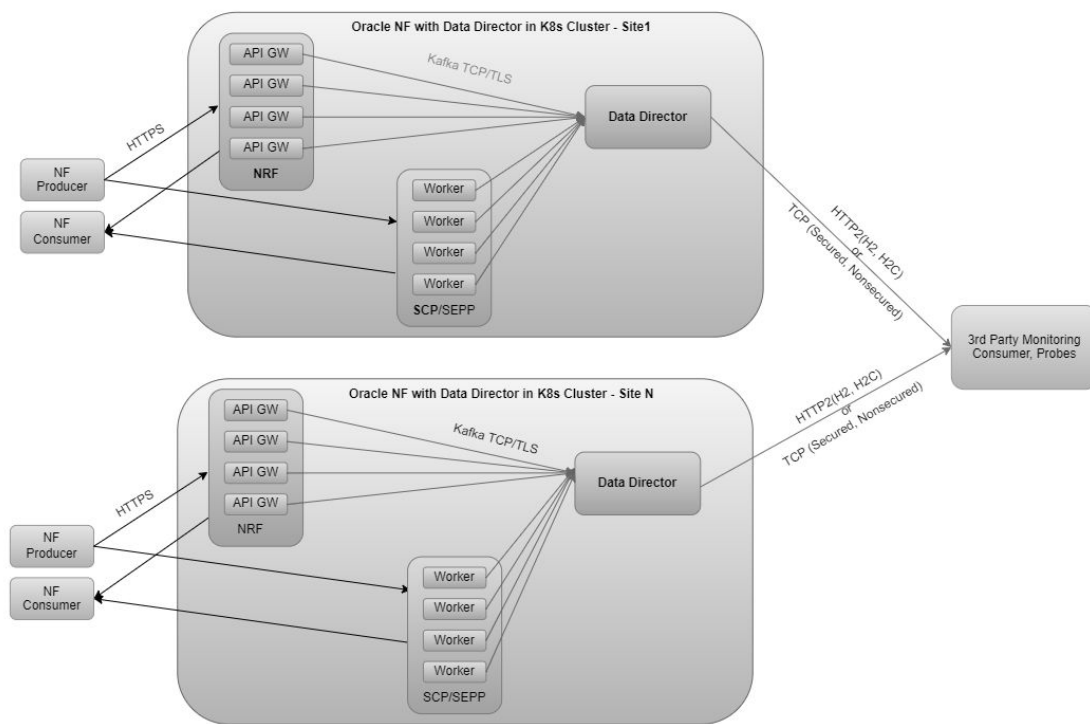 Oracle NF with Data Director in K8s Cluster - Site1
API GW
API GW
API GW
API GW
NRF
Kafka TCP/TLS
Data Director
HTTPS
NF
Producer
NF
Consumer
Worker
Worker
Worker
Worker
SCP/SEPP
HTTP2(H2, H2C)
or
TCP (Secured, Nonsecured)
3rd Party Monitoring
Consumer, Probes
Oracle NF with Data Director in K8s Cluster - Site N
API GW
API GW
API GW
API GW
NRF
Kafka TCP/TLS
Data Director
HTTPS
NF
Producer
NF
Consumer
Worker
Worker
Worker
Worker
SCP/SEPP
HTTP2(H2, H2C)
or
TCP (Secured, Nonsecured)